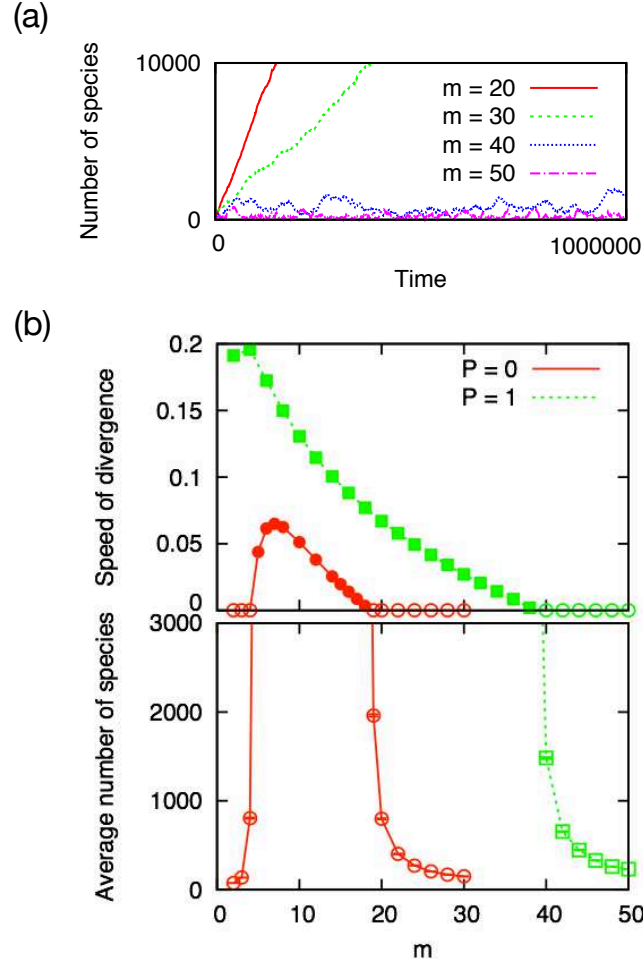 (a)
Number of species
10000
0
m = 20
m = 30
m = 40
m = 50
0
1000000
Time
(b)
Speed of divergence
0.2
0.15
0.1
0.05
0
P = 0
P = 1
Average number of species
3000
2000
1000
0
0
10
20
30
40
50
m